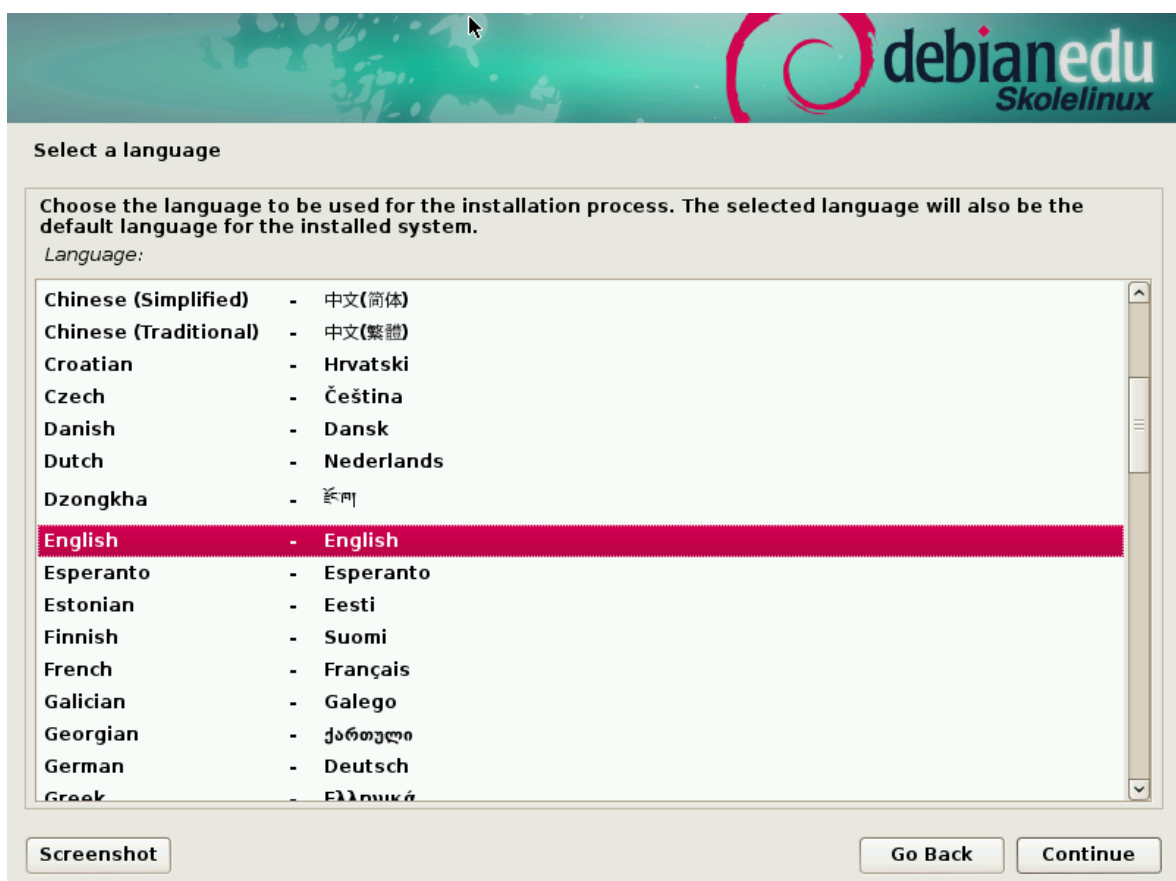 debianedu
Skolelinux
Select a language
Choose the language to be used for the installation process. The selected language will also be the
default language for the installed system.
Language:
Chinese (Simplified) - 中文(简体)
Chinese (Traditional) - 中文(繁體)
Croatian - Hrvatski
Czech - Čeština
Danish - Dansk
Dutch - Nederlands
Dzongkha - རྫོང་ཁ།
English - English
Esperanto - Esperanto
Estonian - Eesti
Finnish - Suomi
French - Français
Galician - Galego
Georgian - ქართული
German - Deutsch
Greek - Ελληνικά
Screenshot Go Back Continue